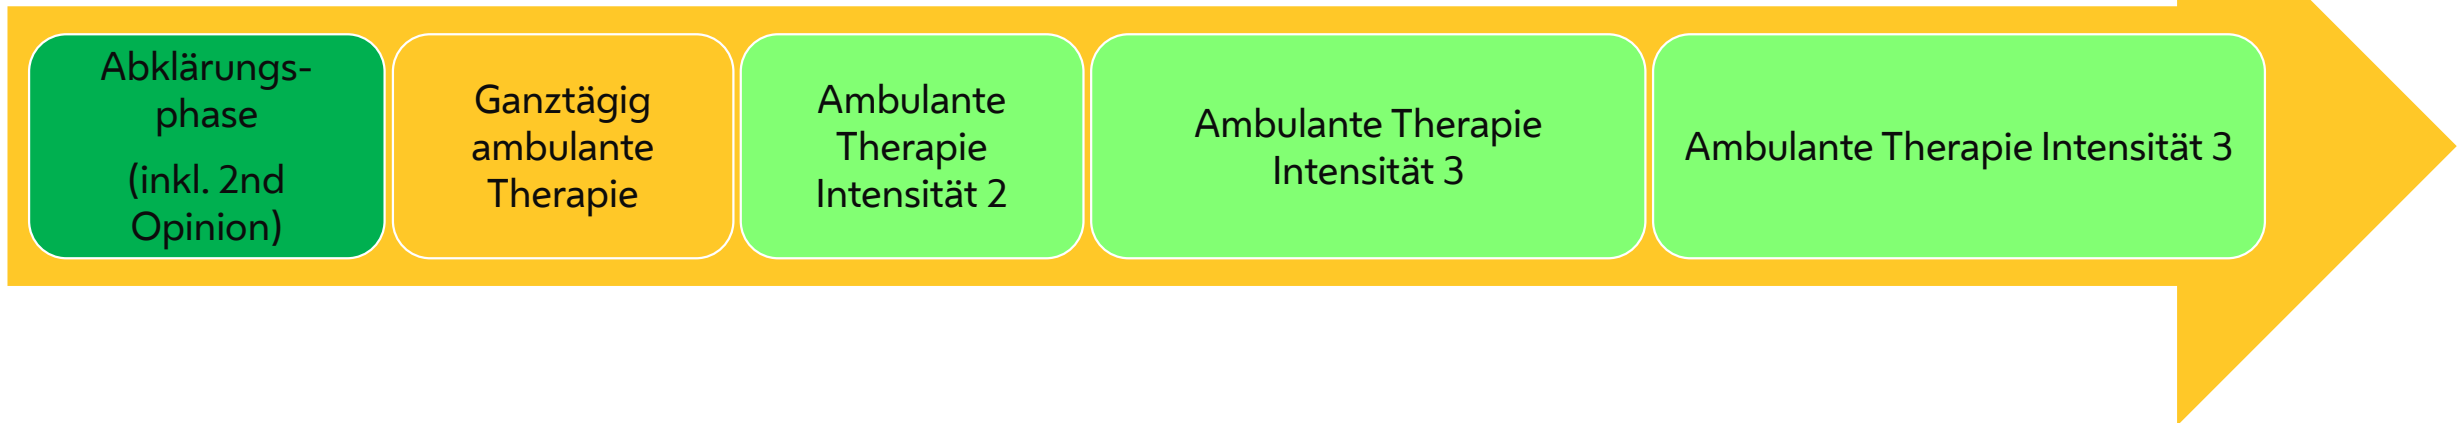 Abklärungs-
phase
(inkl. 2nd
Opinion)
Ganztägig
ambulante
Therapie
Ambulante
Therapie
Intensität 2
Ambulante Therapie
Intensität 3
Ambulante Therapie Intensität 3